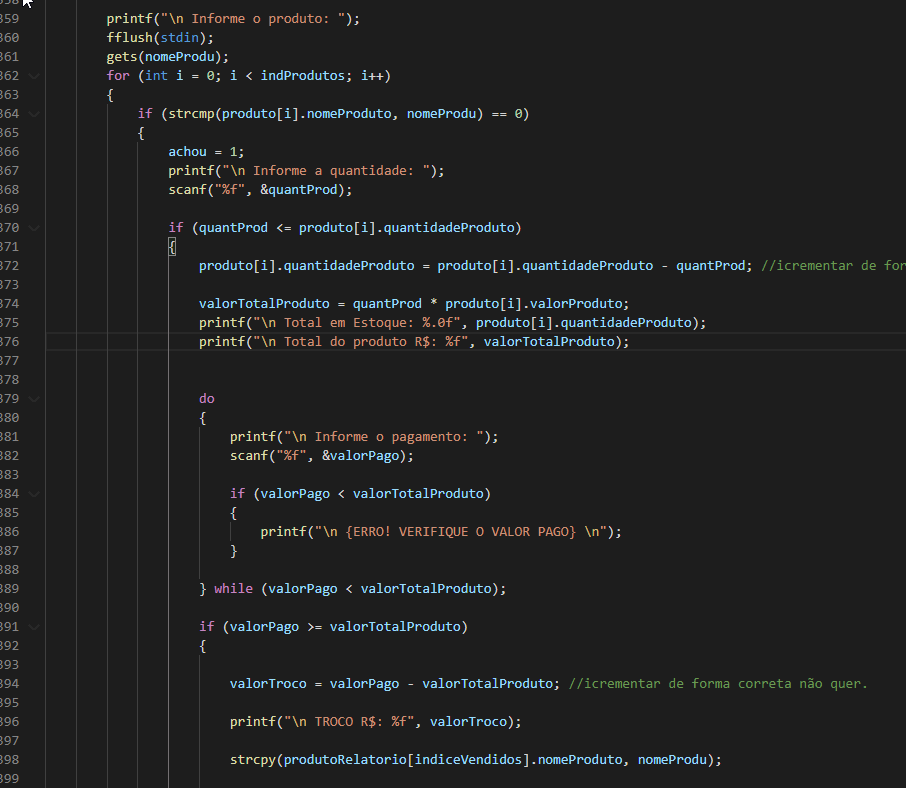 358
359 printf("\n Informe o produto: ");
360 fflush(stdin);
361 gets(nomeProdu);
362 for (int i = 0; i < indProdutos; i++)
363 {
364 if (strcmp(produto[i].nomeProduto, nomeProdu) == 0)
365 {
366 achou = 1;
367 printf("\n Informe a quantidade: ");
368 scanf("%f", &quantProd);
369
370 if (quantProd <= produto[i].quantidadeProduto)
371 {
372 produto[i].quantidadeProduto = produto[i].quantidadeProduto - quantProd; //icrementar de for
373
374 valorTotalProduto = quantProd * produto[i].valorProduto;
375 printf("\n Total em Estoque: %.0f", produto[i].quantidadeProduto);
376 printf("\n Total do produto R$: %f", valorTotalProduto);
377
378
379 do
380 {
381 printf("\n Informe o pagamento: ");
382 scanf("%f", &valorPago);
383
384 if (valorPago < valorTotalProduto)
385 {
386 printf("\n {ERRO! VERIFIQUE O VALOR PAGO} \n");
387 }
388
389 } while (valorPago < valorTotalProduto);
390
391 if (valorPago >= valorTotalProduto)
392 {
393
394 valorTroco = valorPago - valorTotalProduto; //icrementar de forma correta não quer.
395
396 printf("\n TROCO R$: %f", valorTroco);
397
398 strcpy(produtoRelatorio[indiceVendidos].nomeProduto, nomeProdu);
399